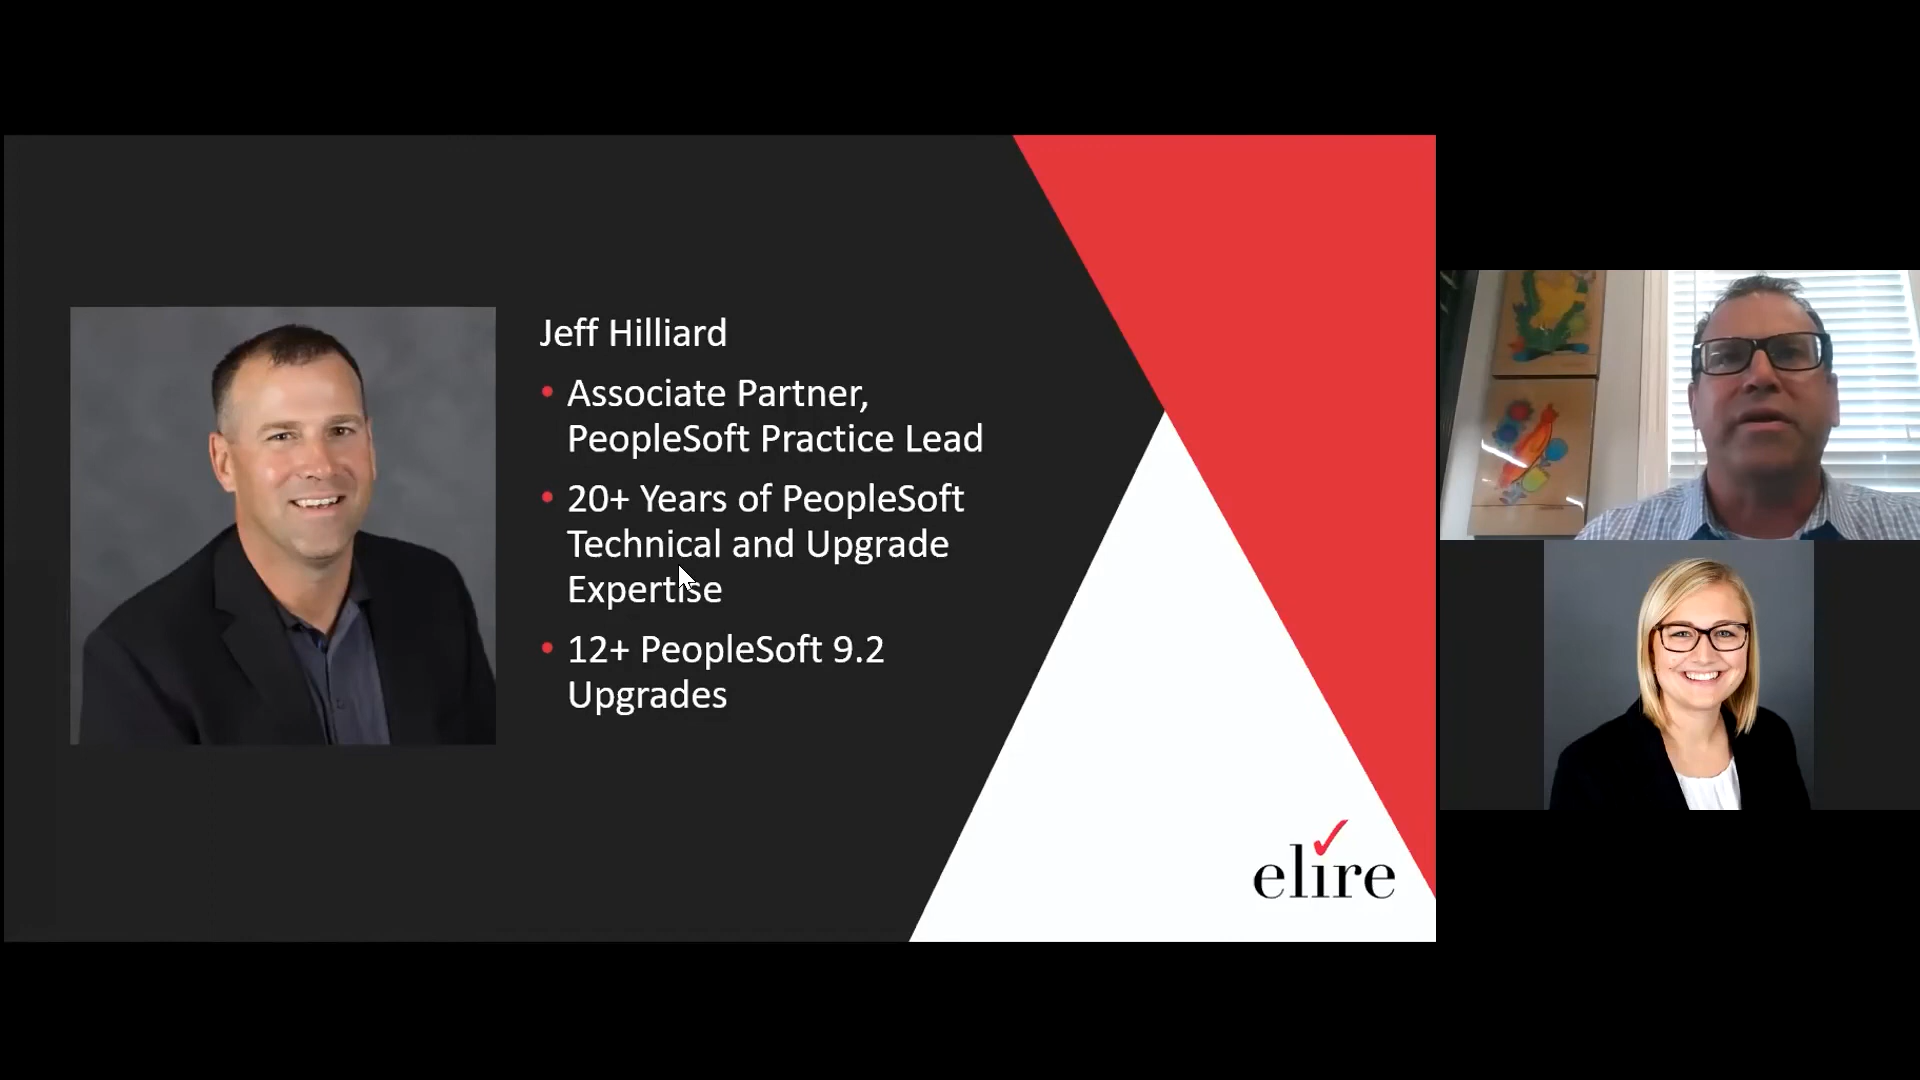 Jeff Hilliard
• Associate Partner,
PeopleSoft Practice Lead
• 20+ Years of PeopleSoft
Technical and Upgrade
Expertise
• 12+ PeopleSoft 9.2
Upgrades
elire